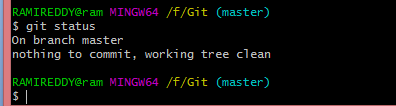 RAMIREDDY@ram MINGW64 /f/Git (master)
$ git status
On branch master
nothing to commit, working tree clean
RAMIREDDY@ram MINGW64 /f/Git (master)
$